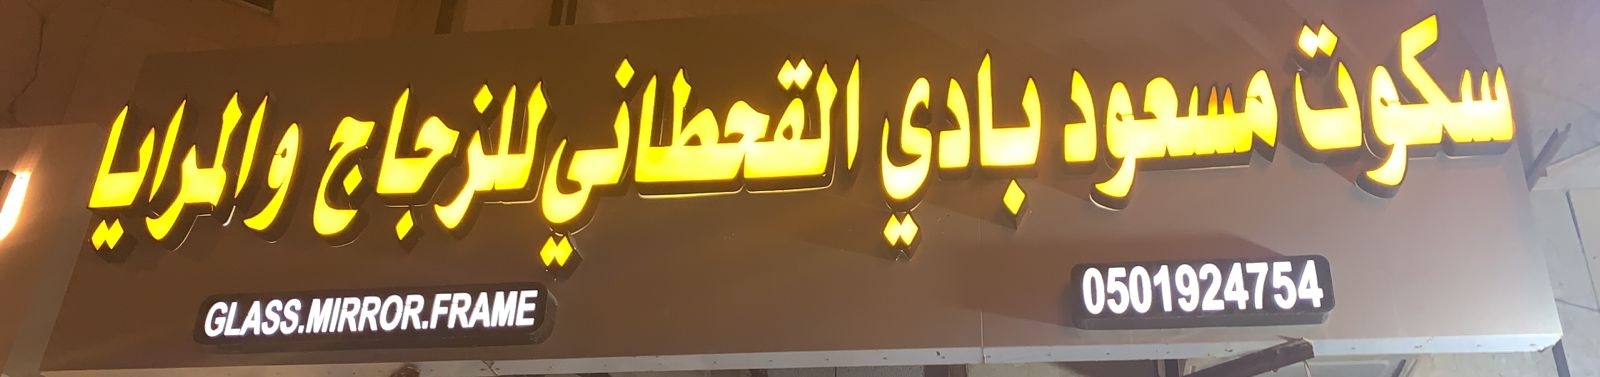 سكوت مسعود بادي القحطاني للزجاج والمرايا
GLASS.MIRROR.FRAME
0501924754